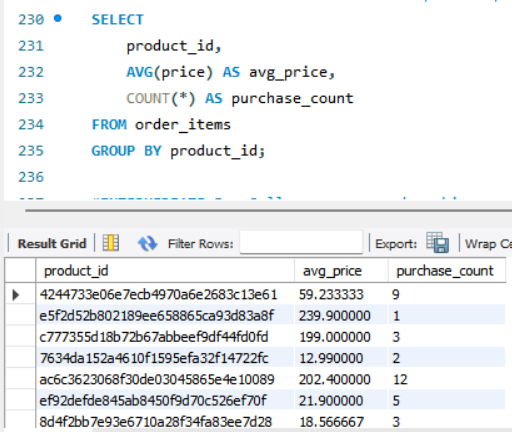 230 SELECT
231 product_id,
232 AVG(price) AS avg_price,
233 COUNT(*) AS purchase_count
234 FROM order_items
235 GROUP BY product_id;
236
Result Grid Filter Rows: Export: Wrap Ce
product_id avg_price purchase_count
4244733e06e7ecb4970a6e2683c13e61 59.233333 9
e5f2d52b802189ee658865ca93d83a8f 239.900000 1
c777355d18b72b67abbeef9df44fd0fd 199.000000 3
7634da152a4610f1595efa32f14722fc 12.990000 2
ac6c3623068f30de03045865e4e10089 202.400000 12
ef92defde845ab8450f9d70c526ef70f 21.900000 5
8d4f2bb7e93e6710a28f34fa83ee7d28 18.566667 3